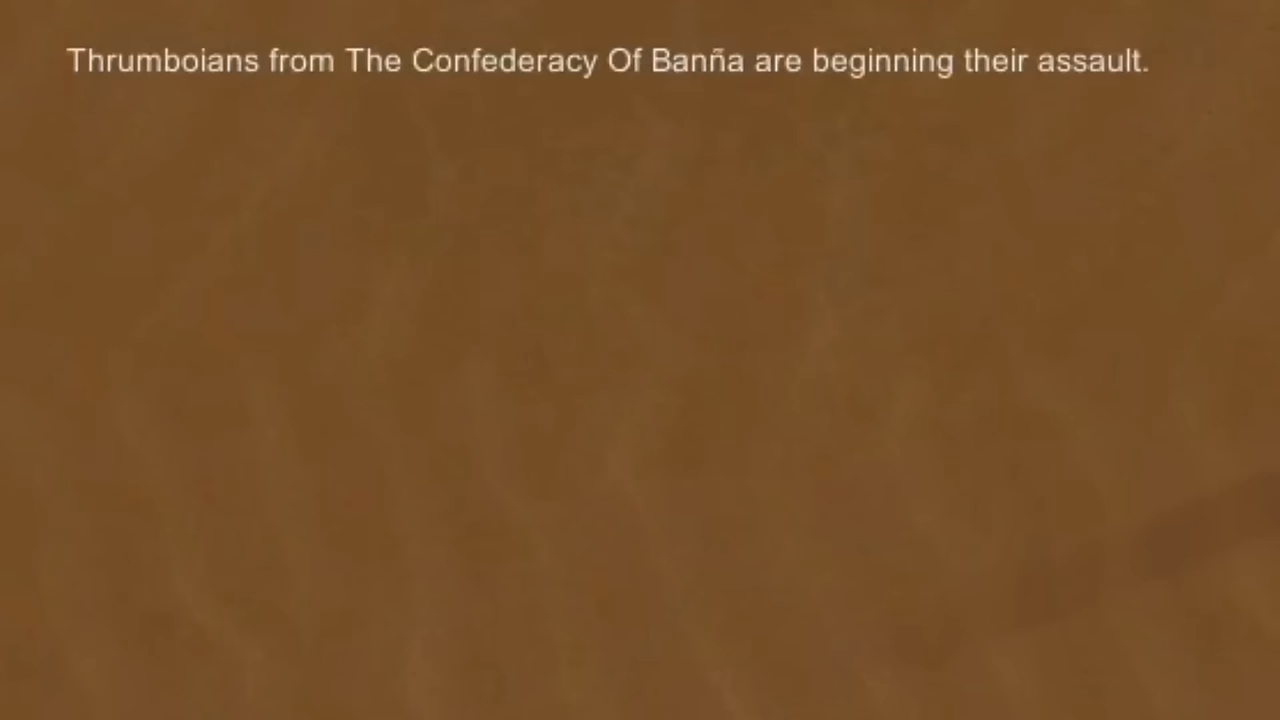 Thrumboians from The Confederacy Of Banña are beginning their assault.